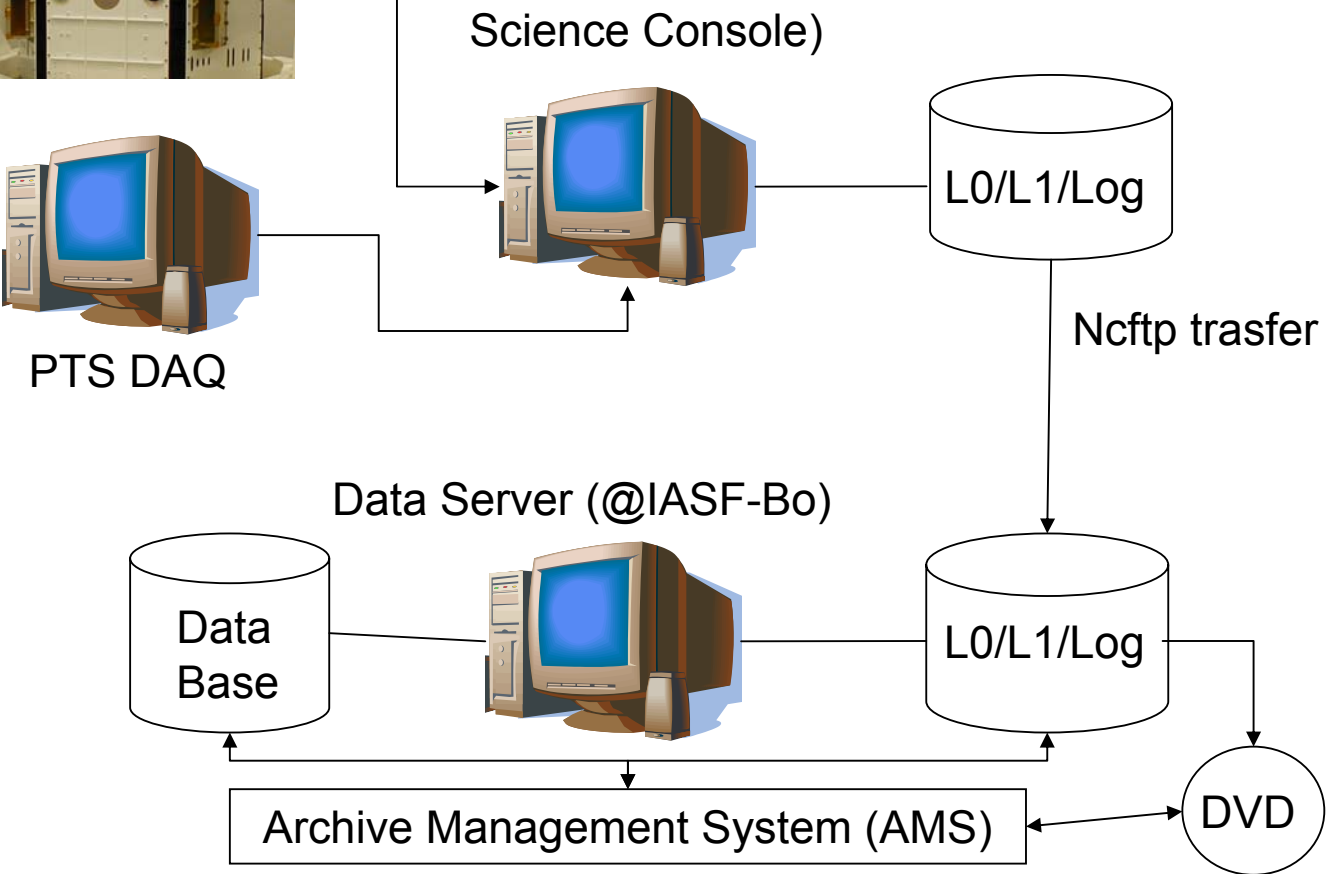 Science Console)
L0/L1/Log
Ncftp trasfer
PTS DAQ
Data Server (@IASF-Bo)
Data
Base
L0/L1/Log
DVD
Archive Management System (AMS)